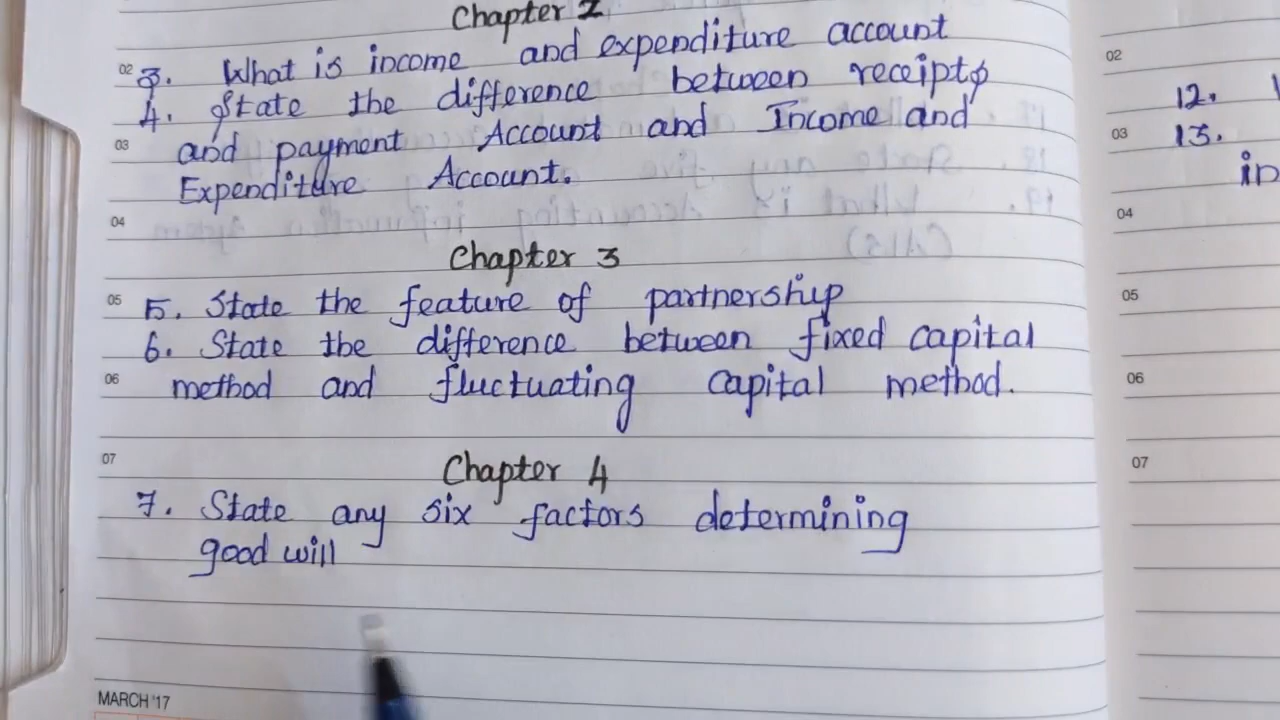 Chapter 2
02 3. What is income and expenditure account
4. State the difference between receipts
03 and payment Account and Income and
Expenditure Account.
04
Chapter 3
05 5. State the feature of partnership
6. State the difference between fixed capital
06 method and fluctuating capital method.
07
Chapter 4
7. State any six factors determining
good will
MARCH '17
02
12.
03 13.
in
04
05
06
07